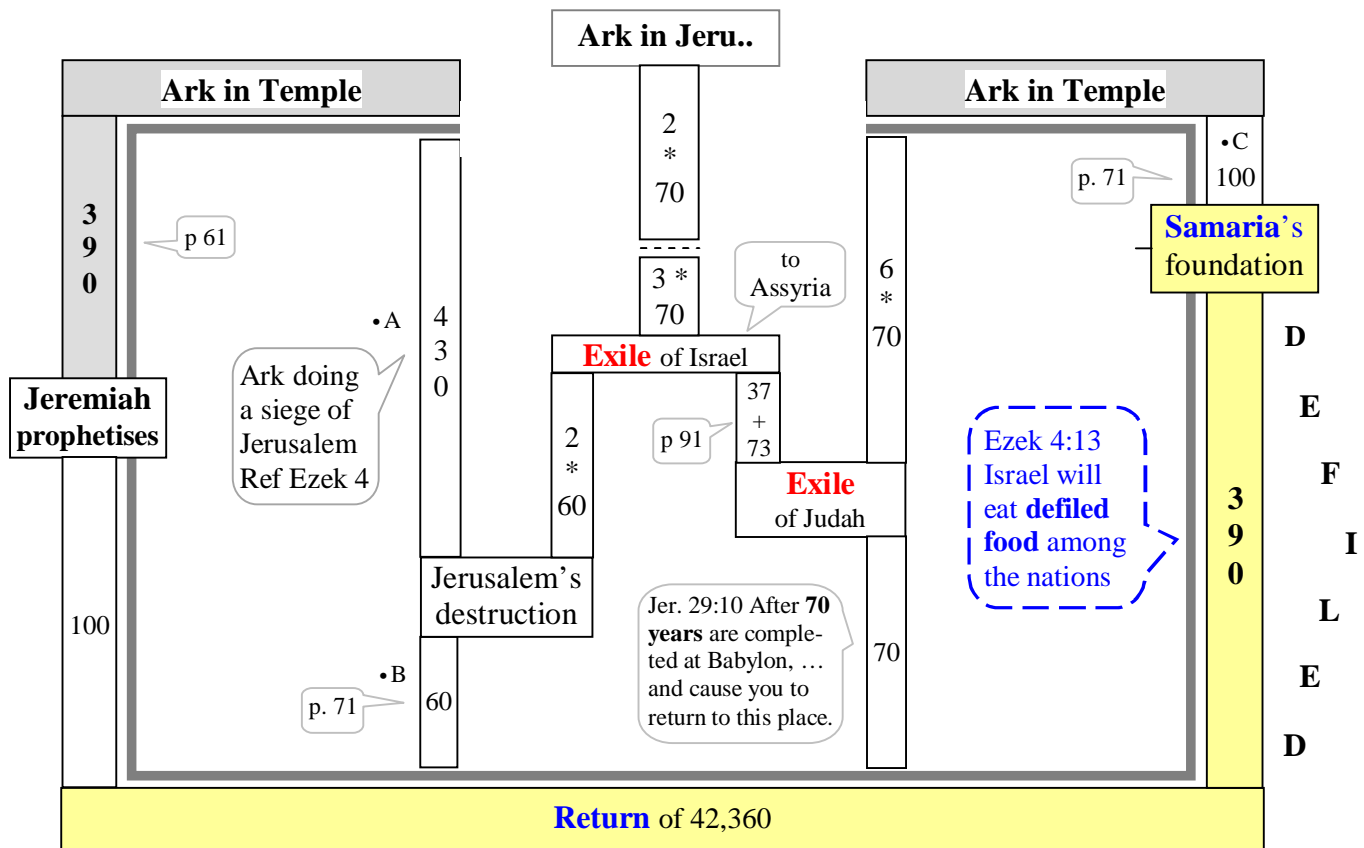 Ark in Jeru..
Ark in Temple
Ark in Temple
2
*
70
3 *
70
• C
100
p. 71
Samaria's
foundation
3
9
0
p 61
to
Assyria
6
*
70
• A
4
3
0
Ark doing
a siege of
Jerusalem
Ref Ezek 4
Exile of Israel
Jeremiah
prophetises
2
*
60
37
+
73
p 91
Exile
of Judah
Ezek 4:13
Israel will
eat defiled
food among
the nations
3
9
0
D
E
F
I
L
E
D
Jerusalem's
destruction
100
• B
60
p. 71
Jer. 29:10 After 70
years are comple-
ted at Babylon, …
and cause you to
return to this place.
70
Return of 42,360